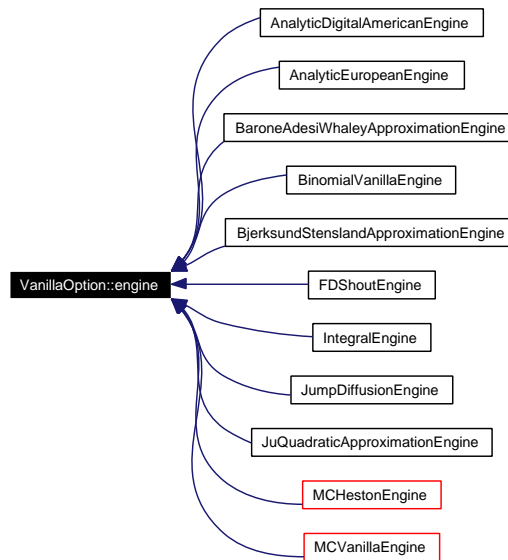 AnalyticDigitalAmericanEngine
AnalyticEuropeanEngine
BaroneAdesiWhaleyApproximationEngine
BinomialVanillaEngine
BjerksundStenslandApproximationEngine
VanillaOption::engine
FDShoutEngine
IntegralEngine
JumpDiffusionEngine
JuQuadraticApproximationEngine
MCHestonEngine
MCVanillaEngine